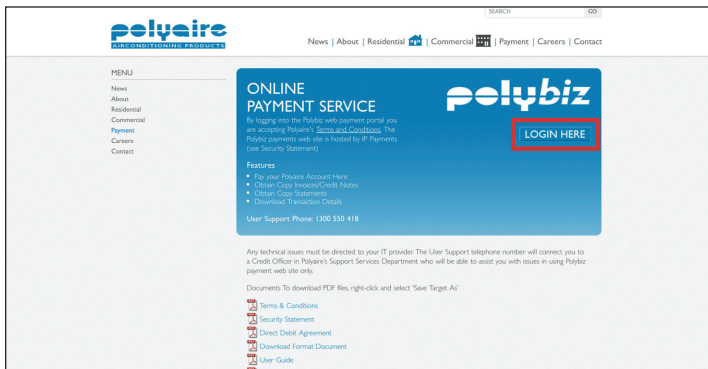 SEARCH GO
polyaire
AIRCONDITIONING PRODUCTS
News | About | Residential | Commercial | Payment | Careers | Contact
MENU
News
About
Residential
Commercial
Payment
Careers
Contact
ONLINE
PAYMENT SERVICE
By logging into the Polybiz web payment portal you
are accepting Polyaire's Terms and Conditions. The
Polybiz payments web site is hosted by IP Payments
(see Security Statement)
Features
• Pay your Polyaire Account Here
• Obtain Copy Invoices/Credit Notes
• Obtain Copy Statements
• Download Transaction Details
User Support Phone: 1300 550 418
polybiz
LOGIN HERE
Any technical issues must be directed to your IT provider. The User Support telephone number will connect you to
a Credit Officer in Polyaire's Support Services Department who will be able to assist you with issues in using Polybiz
payment web site only.
Documents To download PDF files, right-click and select 'Save Target As'
Terms & Conditions
Security Statement
Direct Debit Agreement
Download Format Document
User Guide